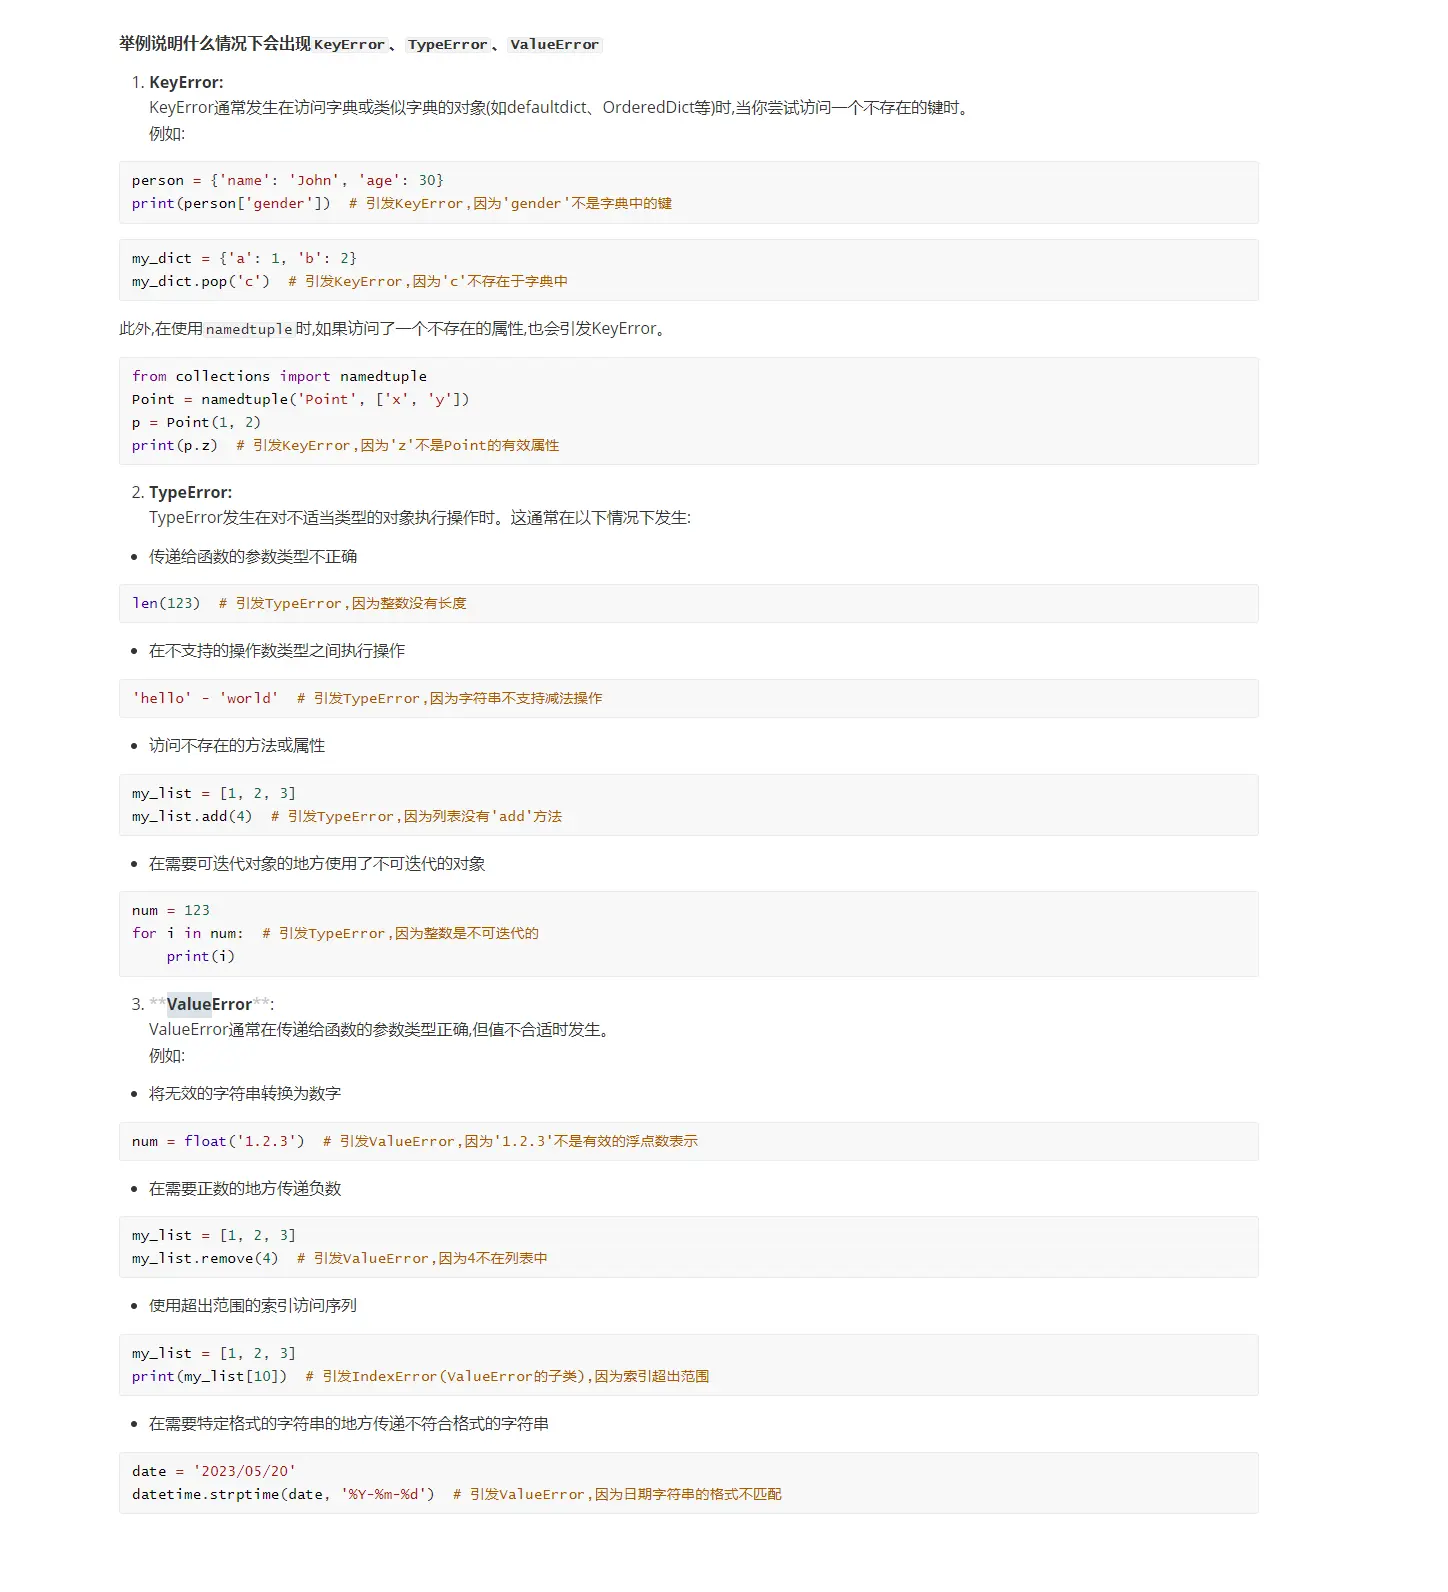 举例说明什么情况下会出现KeyError、TypeError、ValueError
1. KeyError:
KeyError通常发生在访问字典或类似字典的对象(如defaultdict、OrderedDict等)时,当你尝试访问一个不存在的键时。
例如:
person = {'name': 'John', 'age': 30}
print(person['gender'])  # 引发KeyError,因为'gender'不是字典中的键
my_dict = {'a': 1, 'b': 2}
my_dict.pop('c')  # 引发KeyError,因为'c'不存在于字典中
此外,在使用namedtuple时,如果访问了一个不存在的属性,也会引发KeyError。
from collections import namedtuple
Point = namedtuple('Point', ['x', 'y'])
p = Point(1, 2)
print(p.z)  # 引发KeyError,因为'z'不是Point的有效属性
2. TypeError:
TypeError发生在对不适当类型的对象执行操作时。这通常在以下情况下发生:
• 传递给函数的参数类型不正确
len(123)  # 引发TypeError,因为整数没有长度
• 在不支持的操作数类型之间执行操作
'hello' - 'world'  # 引发TypeError,因为字符串不支持减法操作
• 访问不存在的方法或属性
my_list = [1, 2, 3]
my_list.add(4)  # 引发TypeError,因为列表没有'add'方法
• 在需要可迭代对象的地方使用了不可迭代的对象
num = 123
for i in num:  # 引发TypeError,因为整数是不可迭代的
    print(i)
3. **ValueError**:
ValueError通常在传递给函数的参数类型正确,但值不合适时发生。
例如:
• 将无效的字符串转换为数字
num = float('1.2.3')  # 引发ValueError,因为'1.2.3'不是有效的浮点数表示
• 在需要正数的地方传递负数
my_list = [1, 2, 3]
my_list.remove(4)  # 引发ValueError,因为4不在列表中
• 使用超出范围的索引访问序列
my_list = [1, 2, 3]
print(my_list[10])  # 引发IndexError(ValueError的子类),因为索引超出范围
• 在需要特定格式的字符串的地方传递不符合格式的字符串
date = '2023/05/20'
datetime.strptime(date, '%Y-%m-%d')  # 引发ValueError,因为日期字符串的格式不匹配